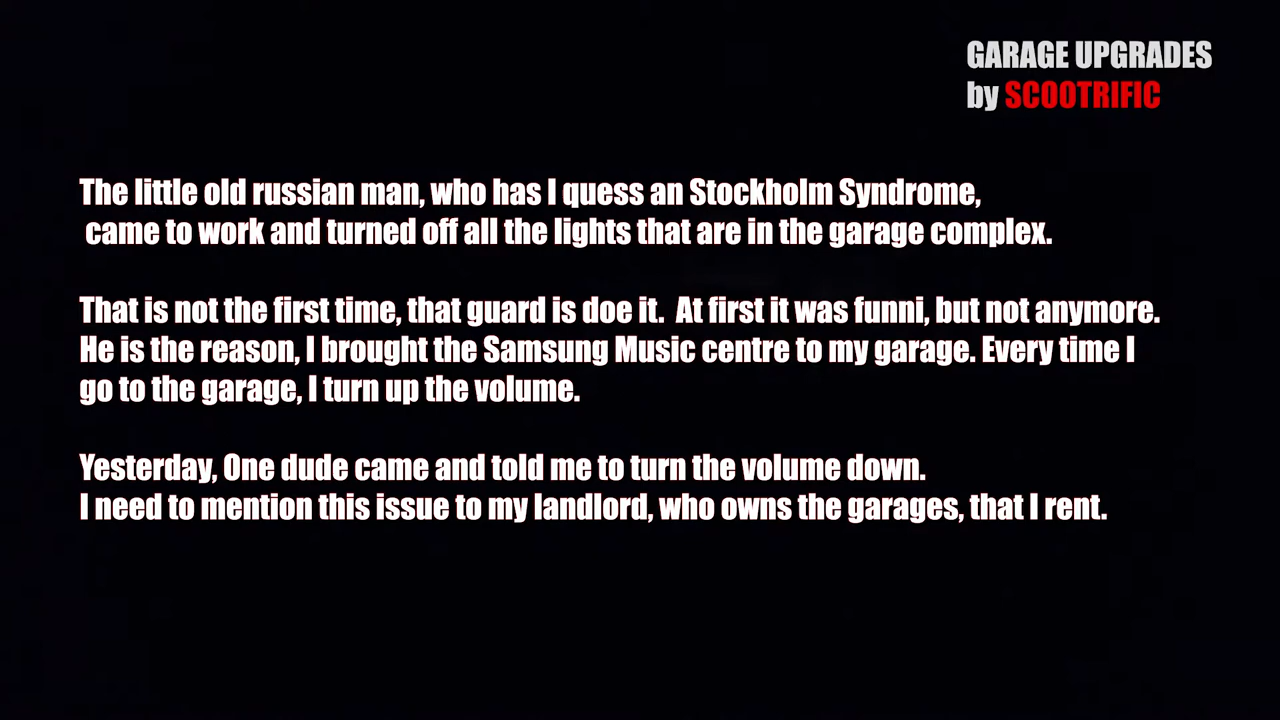 GARAGE UPGRADES
by SCOOTRIFIC
The little old russian man, who has I quess an Stockholm Syndrome,
came to work and turned off all the lights that are in the garage complex.
That is not the first time, that guard is doe it. At first it was funni, but not anymore.
He is the reason, I brought the Samsung Music centre to my garage. Every time I
go to the garage, I turn up the volume.
Yesterday, One dude came and told me to turn the volume down.
I need to mention this issue to my landlord, who owns the garages, that I rent.